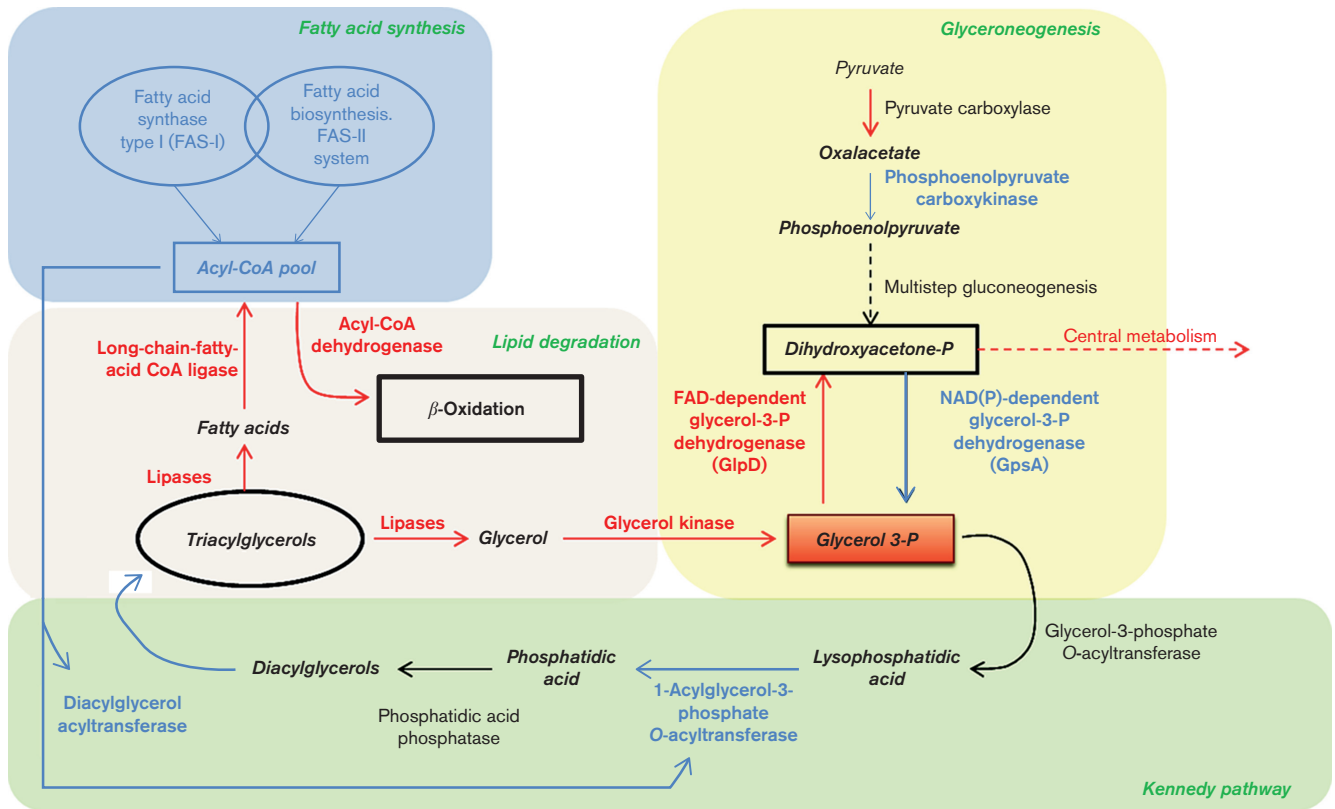 Fatty acid synthesis
Fatty acid
synthase
type I (FAS-I)
Fatty acid
biosynthesis.
FAS-II
system
Acyl-CoA pool
Glyceroneogenesis
Pyruvate
Pyruvate carboxylase
Oxalacetate
Phosphoenolpyruvate
carboxykinase
Phosphoenolpyruvate
Multistep gluconeogenesis
Dihydroxyacetone-P
Central metabolism
FAD-dependent
glycerol-3-P
dehydrogenase
(GlpD)
NAD(P)-dependent
glycerol-3-P
dehydrogenase
(GpsA)
Glycerol 3-P
Lipid degradation
Long-chain-fatty-
acid CoA ligase
Acyl-CoA
dehydrogenase
β-Oxidation
Fatty acids
Lipases
Triacylglycerols
Lipases
Glycerol
Glycerol kinase
Glycerol-3-phosphate
O-acyltransferase
Lysophosphatidic
acid
1-Acylglycerol-3-
phosphate
O-acyltransferase
Phosphatidic
acid
Phosphatidic acid
phosphatase
Diacylglycerols
Diacylglycerol
acyltransferase
Kennedy pathway